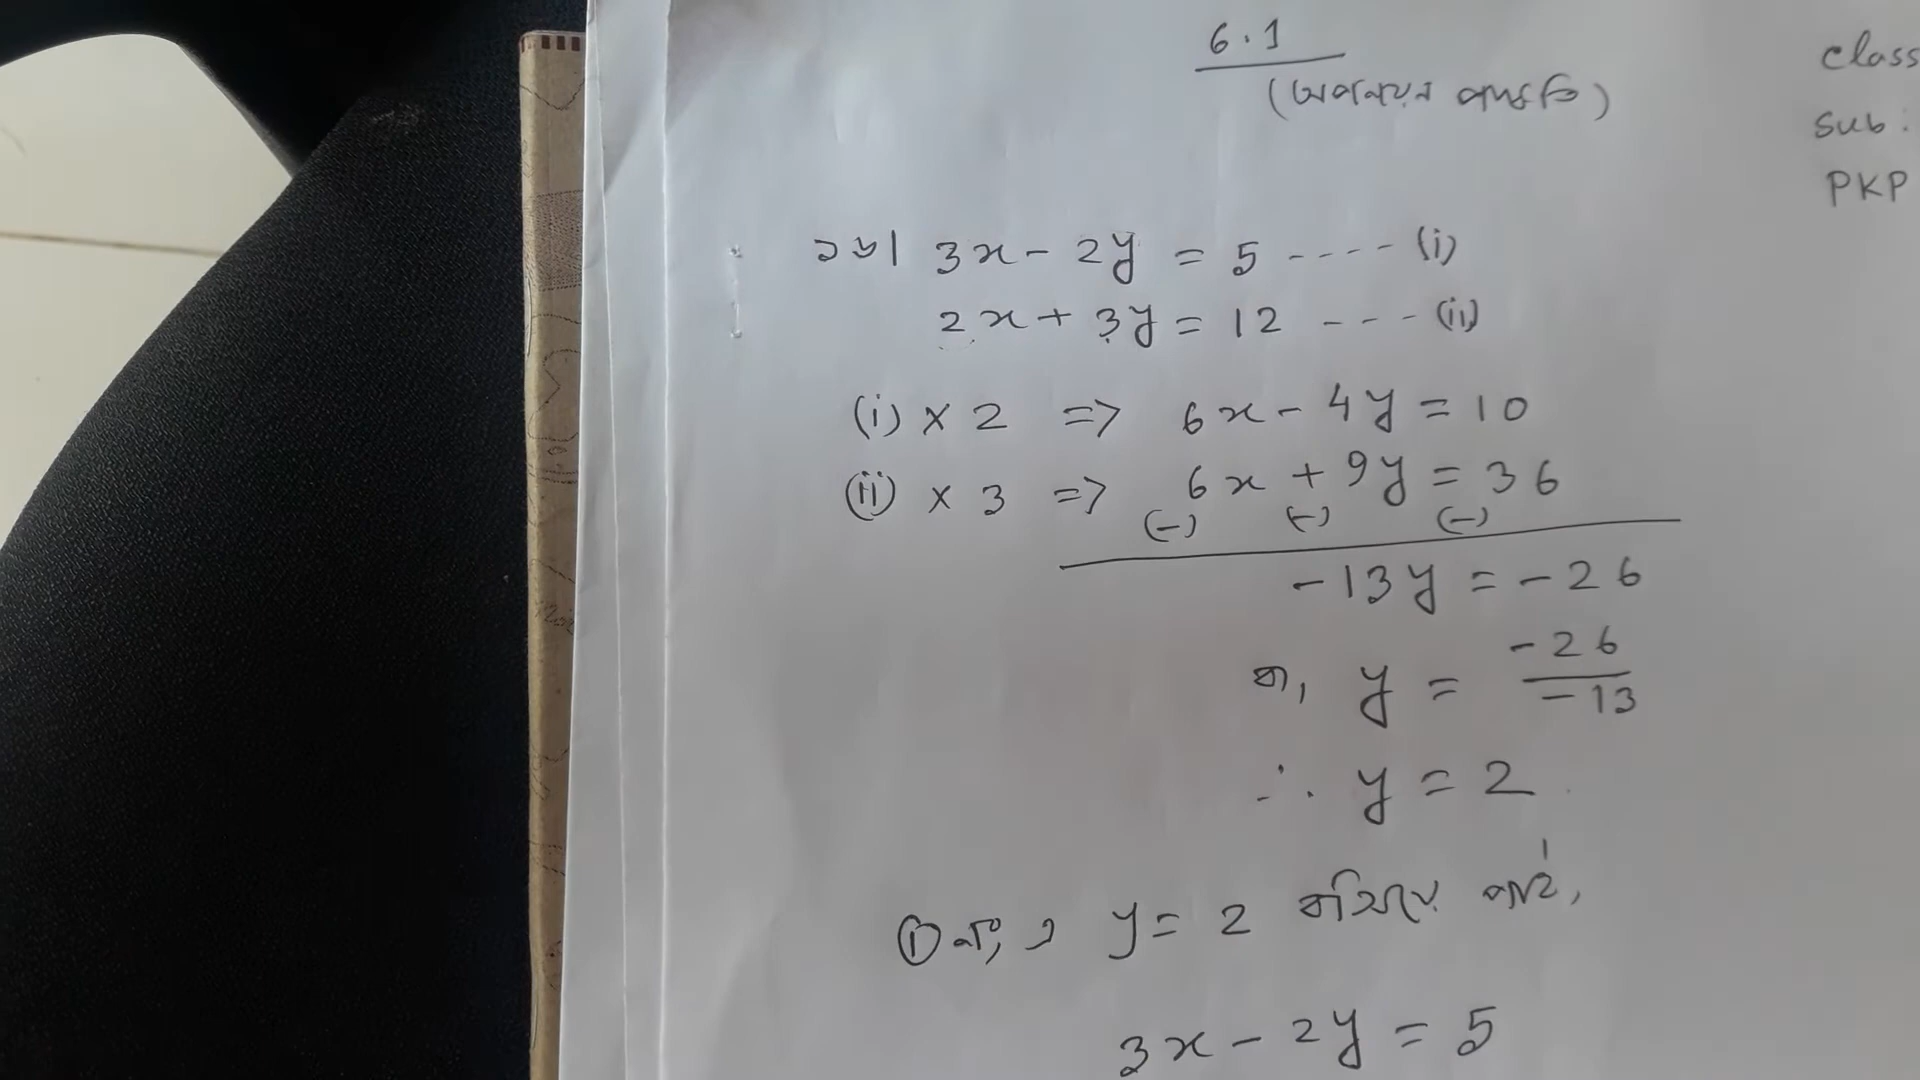 6.1
(অপনয়ন পদ্ধতি)
class
sub:
PKP
১৬। 3x - 2y = 5 ---- (i)
2x + 3y = 12 --- (ii)
(i) × 2 => 6x - 4y = 10
(ii) × 3 => 6x + 9y = 36
(-) (-) (-)
-13y = -26
বা, y = -26/-13
∴ y = 2
(i) নং এ y = 2 বসিয়ে পাই,
3x - 2y = 5